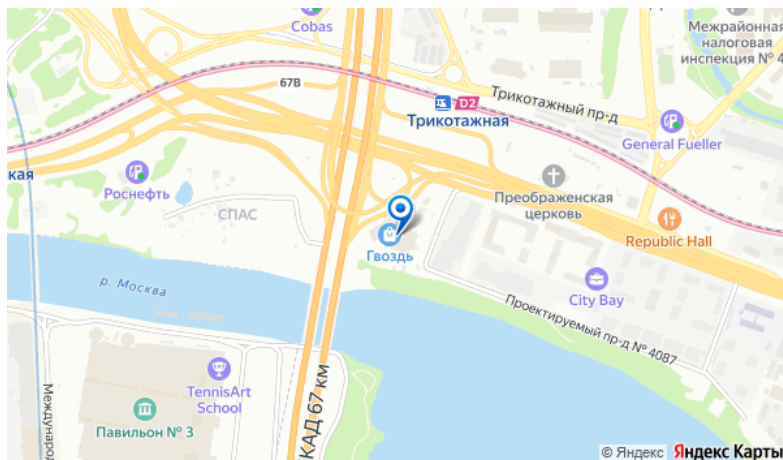 Cobas
Межрайонная
налоговая
инспекция № 4
67В
Трикотажный пр-д
D2
Трикотажная
General Fueller
кая
Роснефть
Преображенская
церковь
СПАС
Republic Hall
Гвоздь
р. Москва
City Bay
Проектируемый пр-д № 4087
TennisArt
School
КАД 67 км
Международ
Павильон № 3
© Яндекс Яндекс Карты